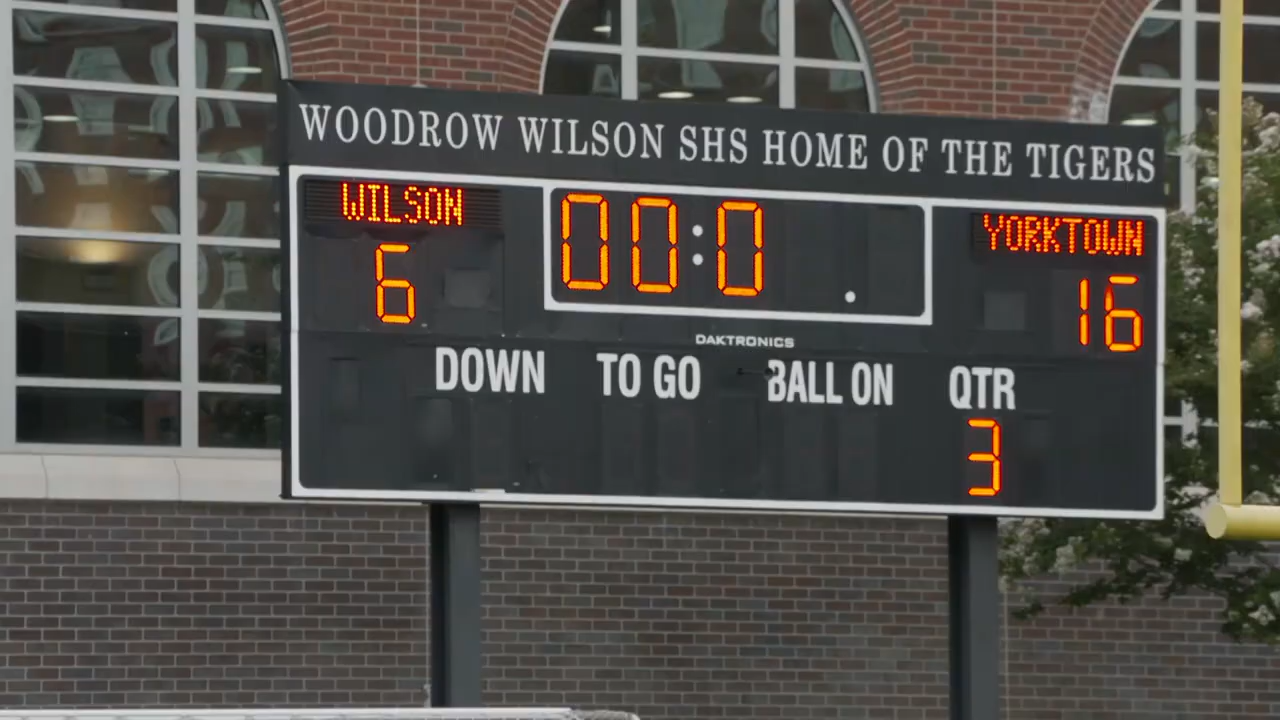 WOODROW WILSON SHS HOME OF THE TIGERS
WILSON 00:0 . YORKTOWN
6 16
DAKTRONICS
DOWN TO GO BALL ON QTR
3